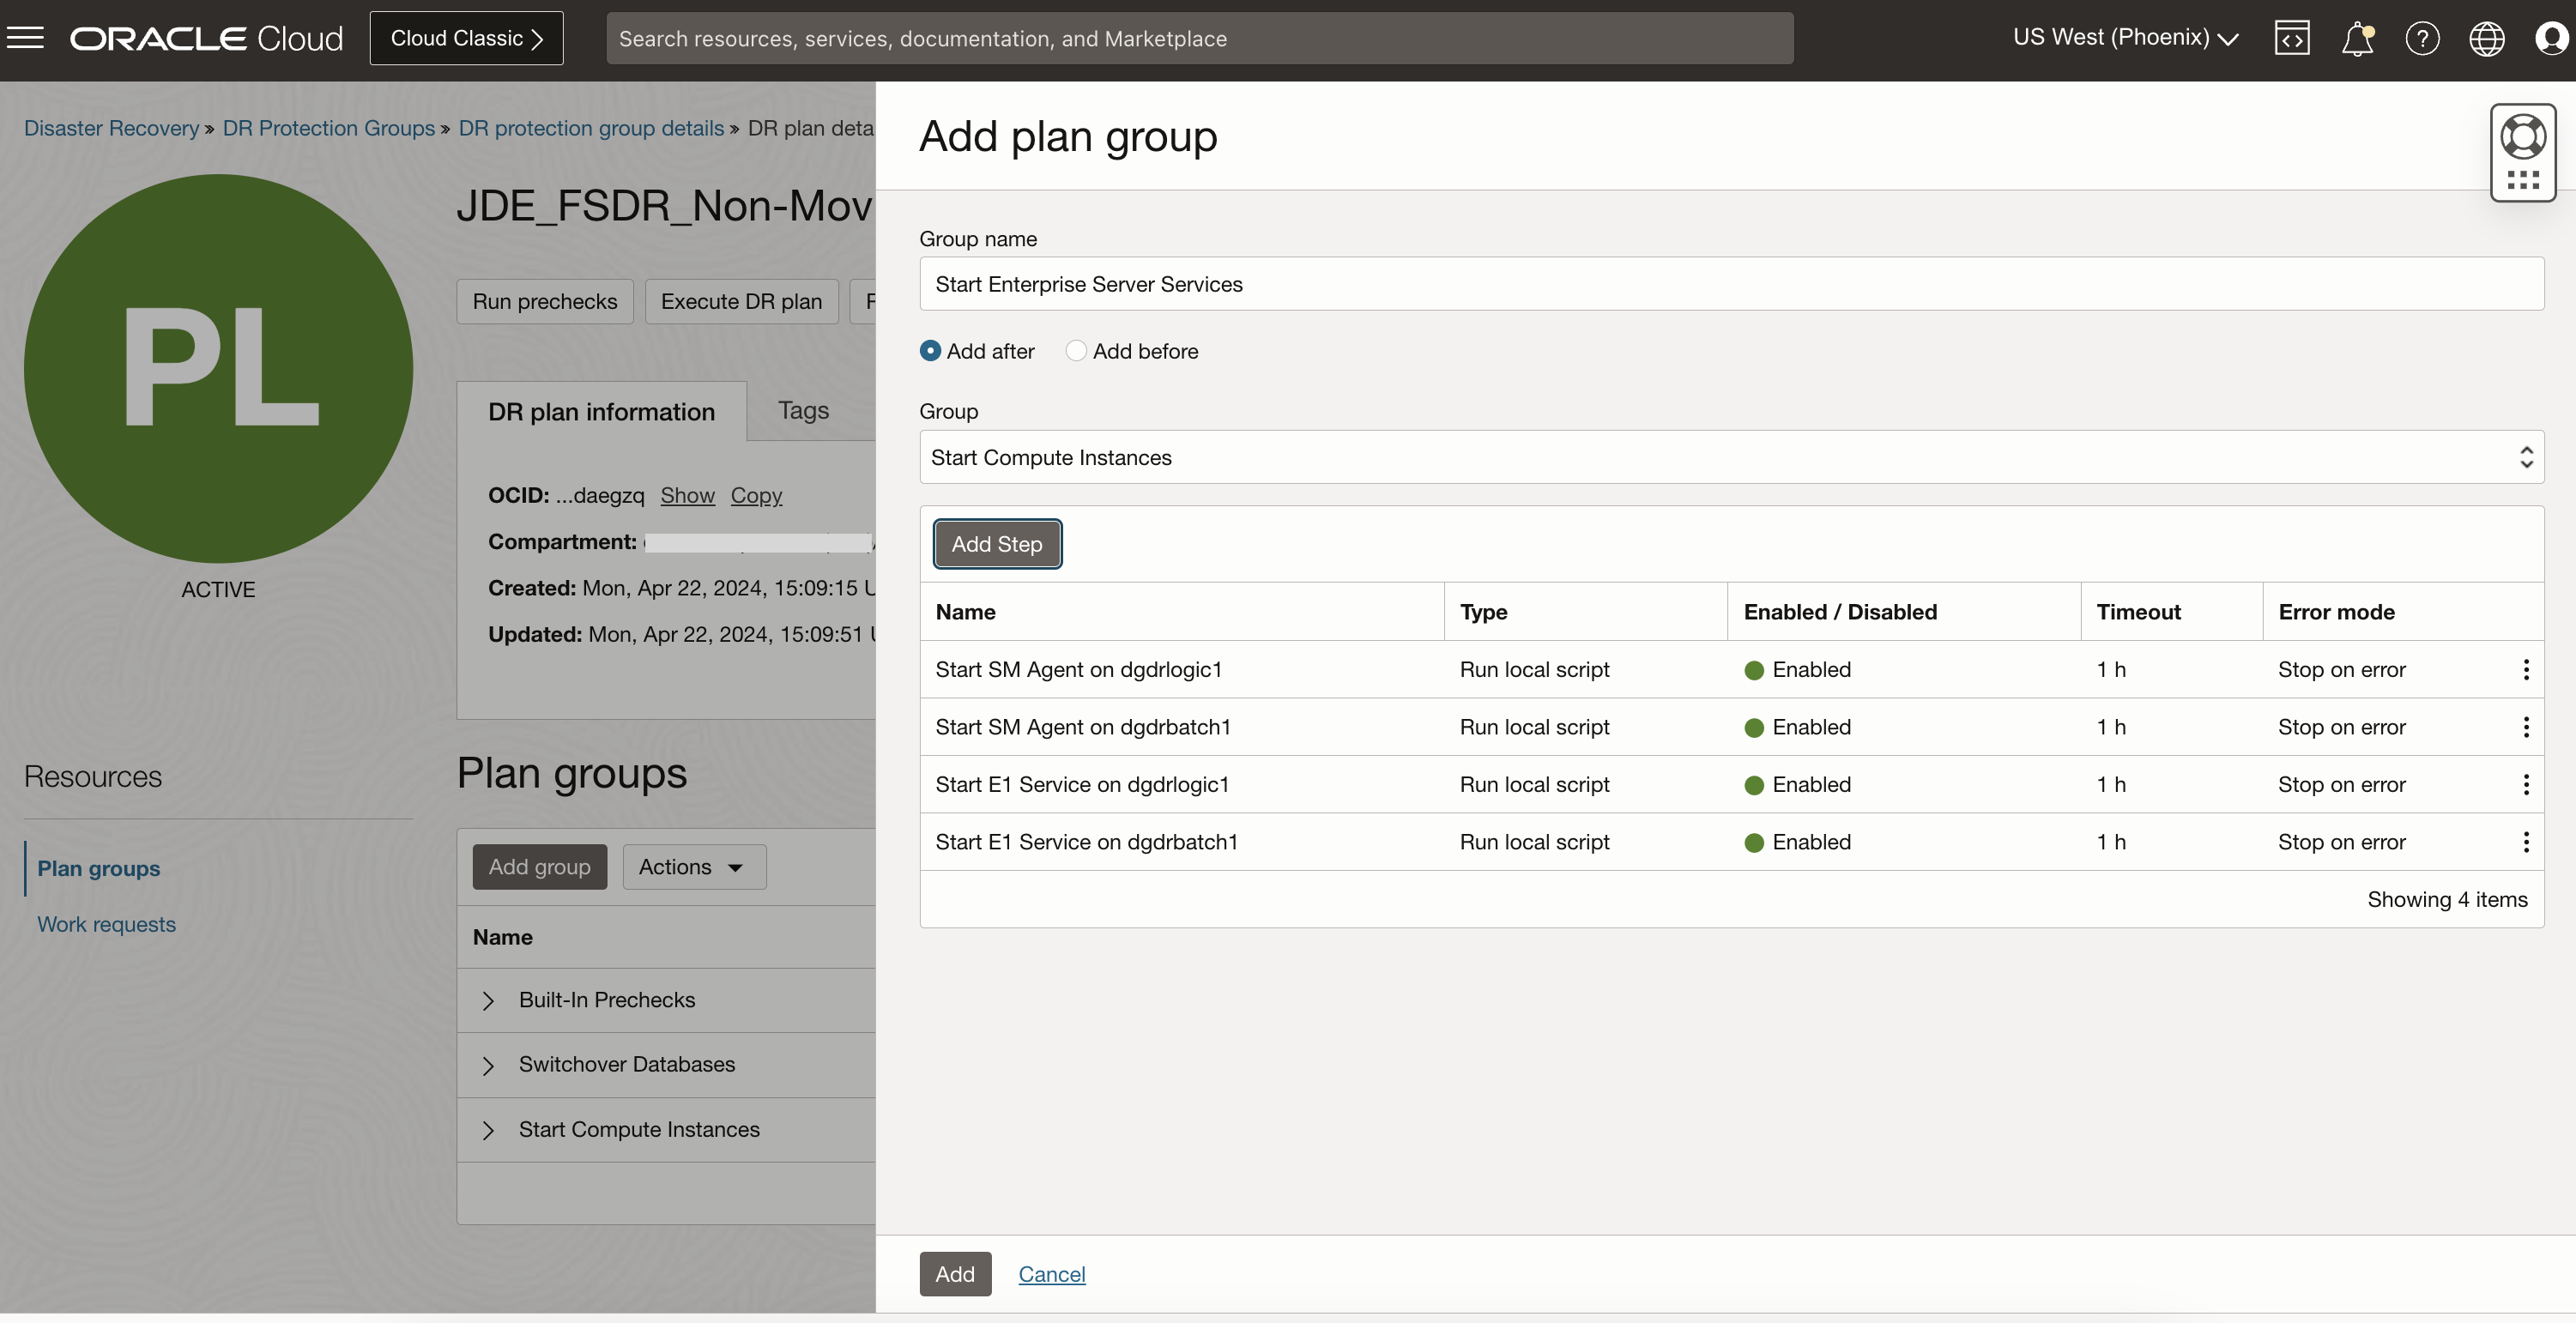 ORACLE Cloud
Cloud Classic
Search resources, services, documentation, and Marketplace
US West (Phoenix)
Disaster Recovery » DR Protection Groups » DR protection group details » DR plan deta
PL
ACTIVE
JDE_FSDR_Non-Mov
Run prechecks
Execute DR plan
DR plan information
Tags
OCID: ...daegzq Show Copy
Compartment:
Created: Mon, Apr 22, 2024, 15:09:15 U
Updated: Mon, Apr 22, 2024, 15:09:51 U
Resources
Plan groups
Work requests
Plan groups
Add group
Actions
Name
Built-In Prechecks
Switchover Databases
Start Compute Instances
Add plan group
Group name
Start Enterprise Server Services
Add after
Add before
Group
Start Compute Instances
Add Step
Name Type Enabled / Disabled Timeout Error mode
Start SM Agent on dgdrlogic1 Run local script Enabled 1 h Stop on error
Start SM Agent on dgdrbatch1 Run local script Enabled 1 h Stop on error
Start E1 Service on dgdrlogic1 Run local script Enabled 1 h Stop on error
Start E1 Service on dgdrbatch1 Run local script Enabled 1 h Stop on error
Showing 4 items
Add
Cancel